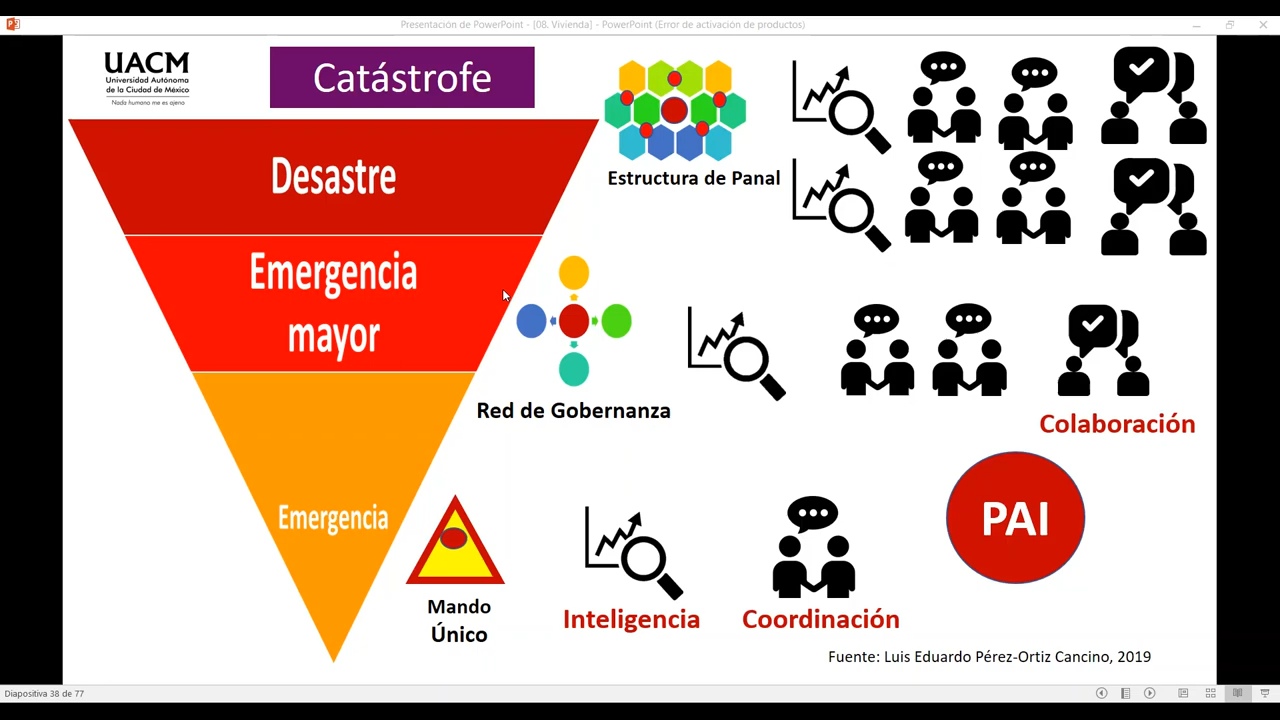 Presentación de PowerPoint - [08. Vivienda] - PowerPoint (Error de activación de productos)
UACM
Universidad Autónoma
de la Ciudad de México
Nada humano me es ajeno
Catástrofe
Desastre
Estructura de Panal
Emergencia
mayor
Red de Gobernanza
Colaboración
Emergencia
PAI
Mando
Único
Inteligencia
Coordinación
Fuente: Luis Eduardo Pérez-Ortiz Cancino, 2019
Diapositiva 38 de 77